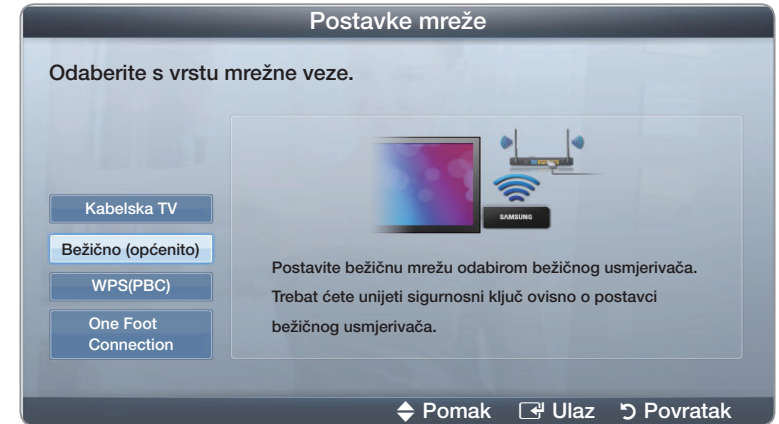 Postavke mreže
Odaberite s vrstu mrežne veze.
Kabelska TV
Bežično (općenito)
WPS(PBC)
One Foot
Connection
SAMSUNG
Postavite bežičnu mrežu odabirom bežičnog usmjerivača.
Trebat ćete unijeti sigurnosni ključ ovisno o postavci
bežičnog usmjerivača.
Pomak Ulaz Povratak